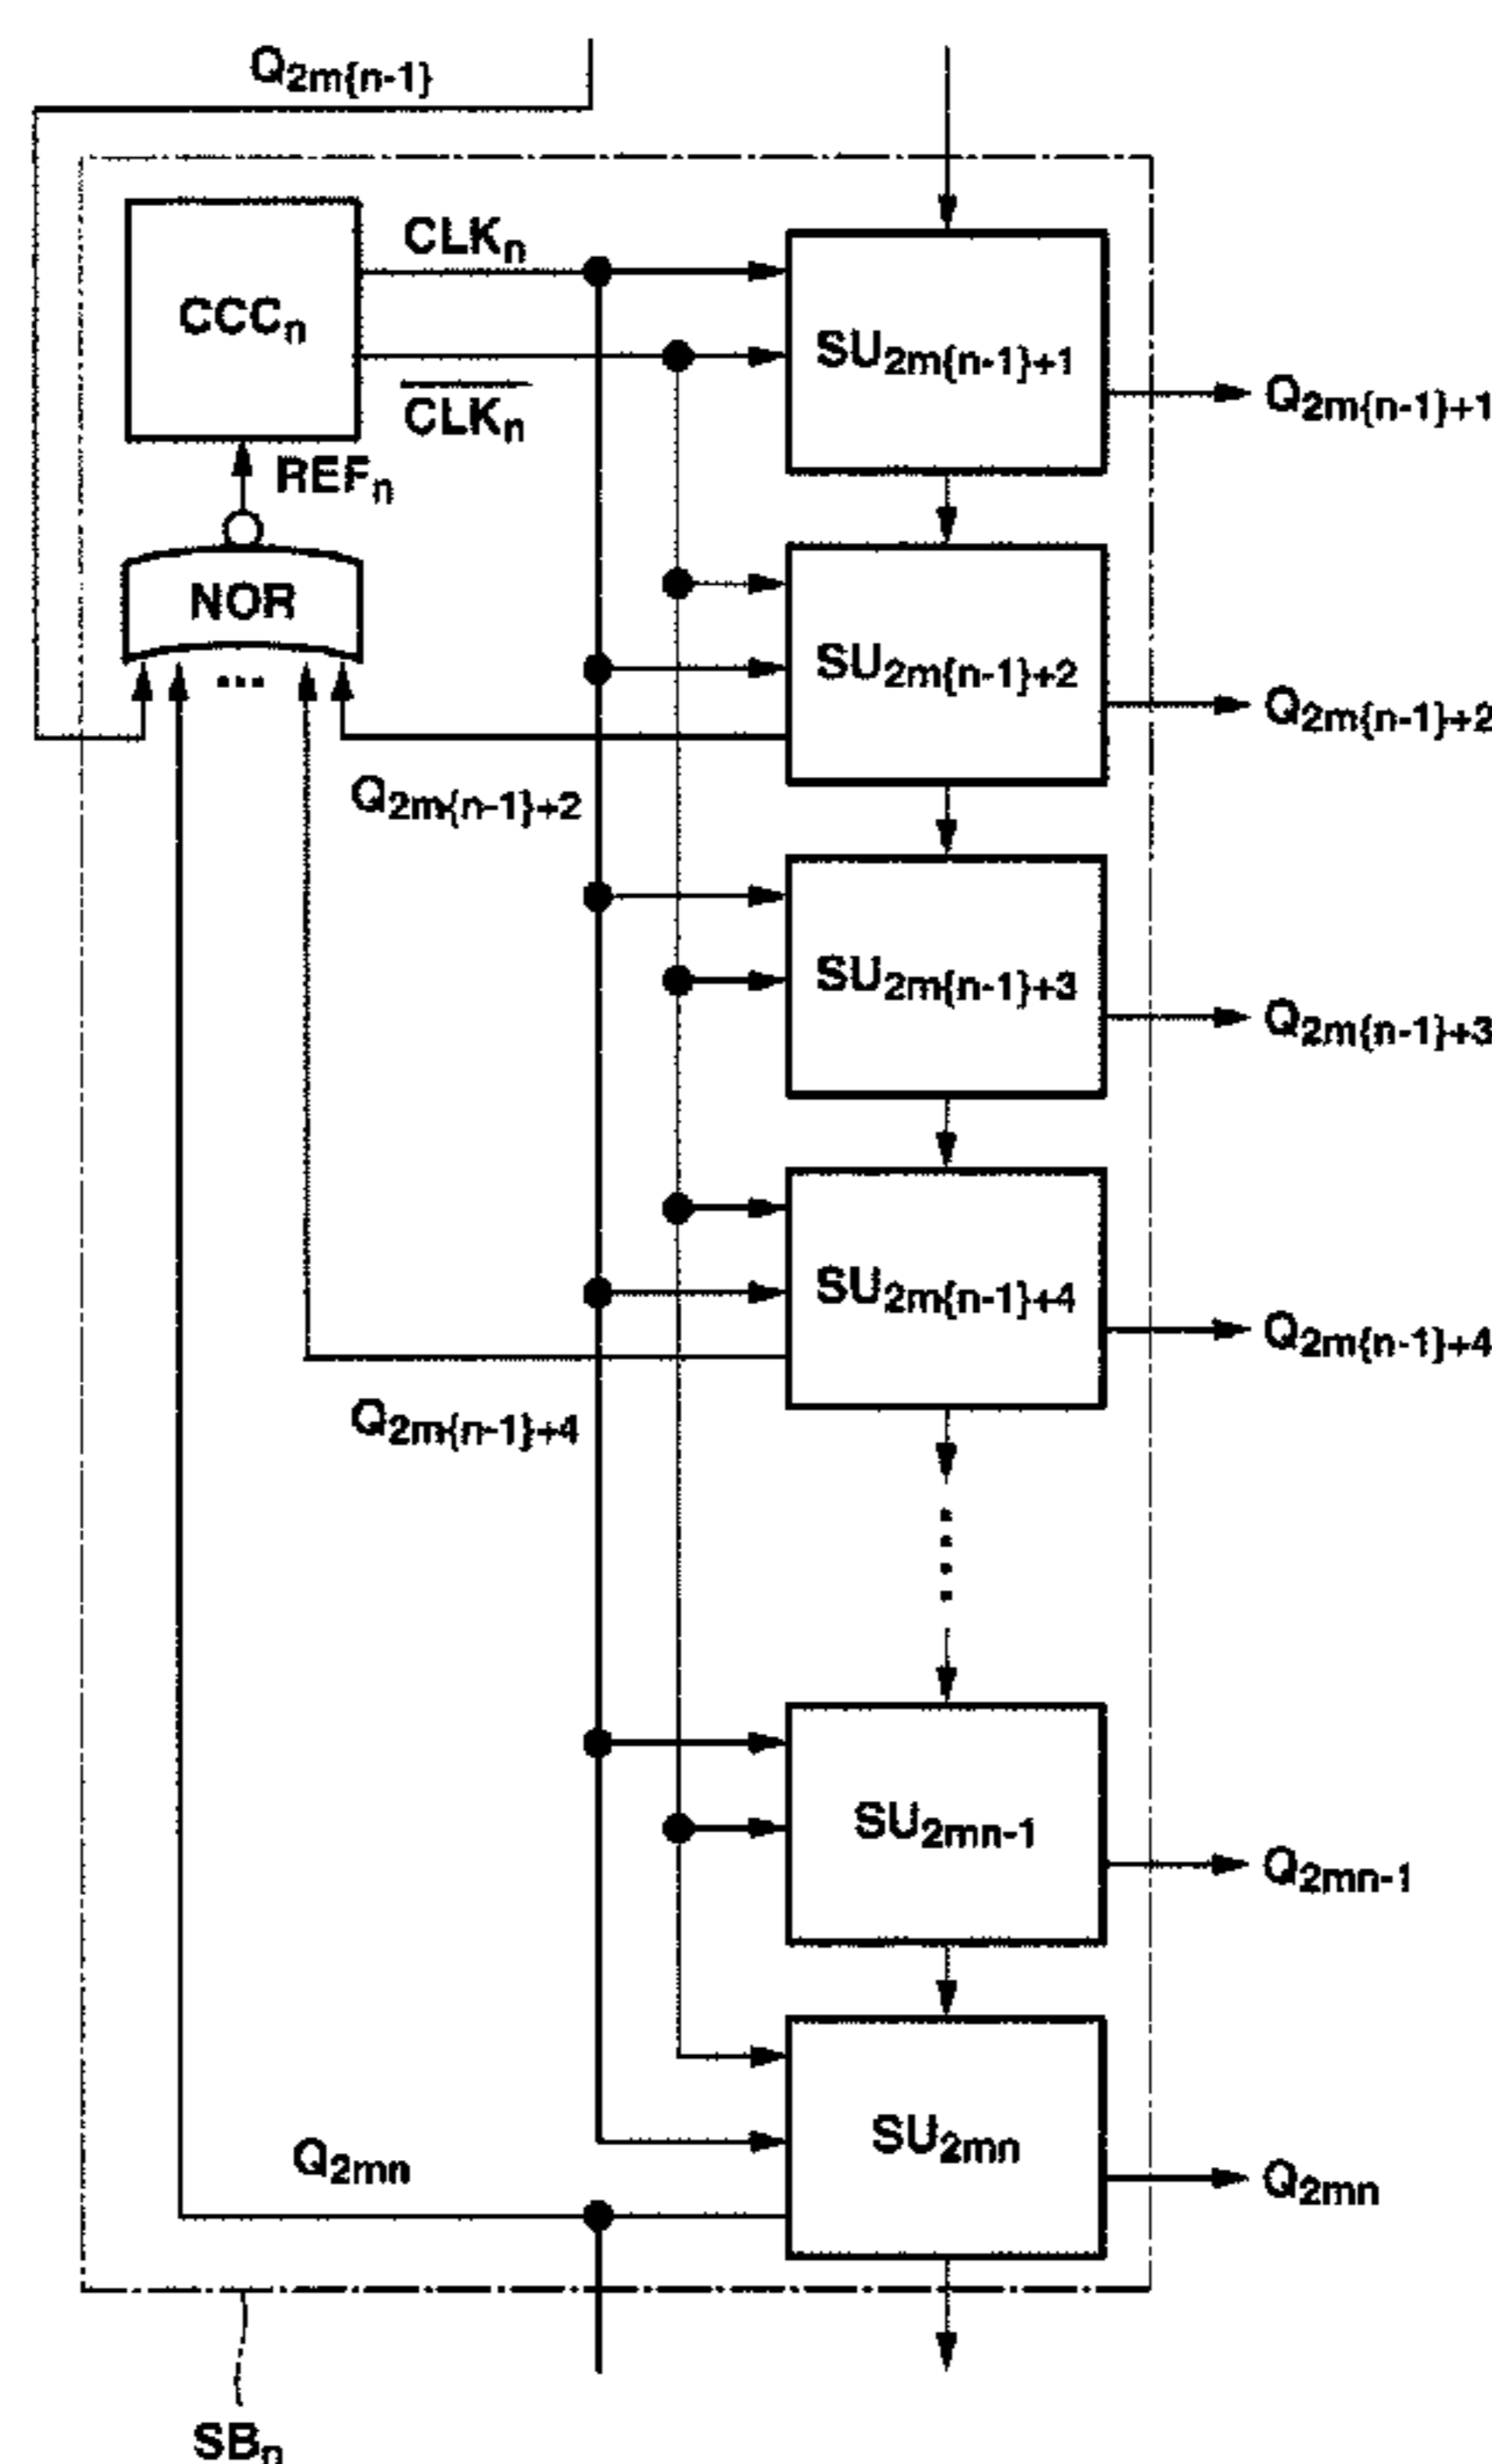 Q2m{n-1}
CLKn
CCCn
SU2m{n-1}+1
CLKn
Q2m{n-1}+1
REFn
NOR
SU2m{n-1}+2
...
Q2m{n-1}+2
Q2m{n-1}+2
SU2m{n-1}+3
Q2m{n-1}+3
SU2m{n-1}+4
Q2m{n-1}+4
Q2m{n-1}+4
SU2mn-1
Q2mn-1
SU2mn
Q2mn
Q2mn
SBn